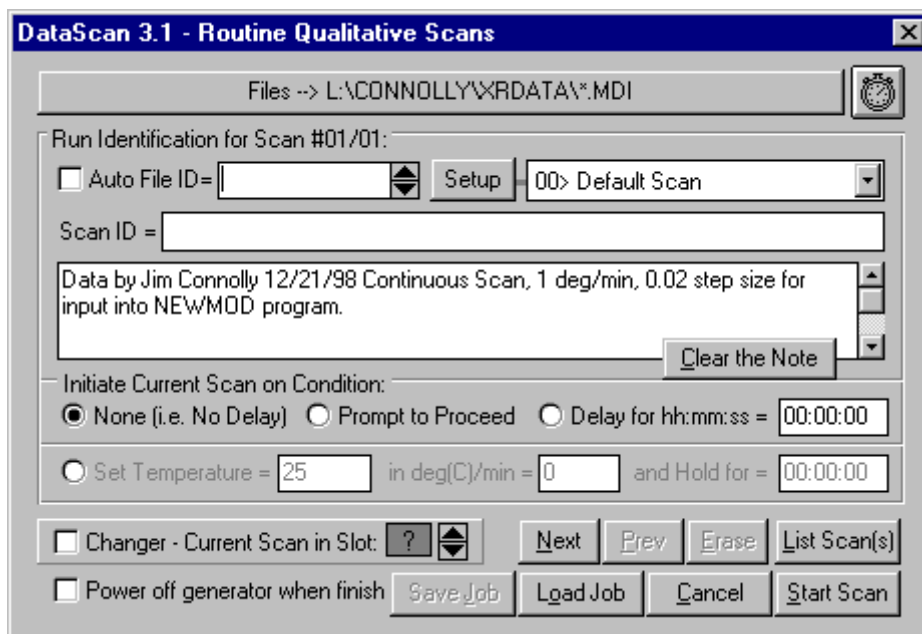 DataScan 3.1 - Routine Qualitative Scans
Files --> L:\CONNOLLY\XRDATA\*.MDI
Run Identification for Scan #01/01:
Auto File ID= Setup 00> Default Scan
Scan ID =
Data by Jim Connolly 12/21/98 Continuous Scan, 1 deg/min, 0.02 step size for
input into NEWMOD program.
Clear the Note
Initiate Current Scan on Condition:
None (i.e. No Delay) Prompt to Proceed Delay for hh:mm:ss = 00:00:00
Set Temperature = 25 in deg(C)/min = 0 and Hold for = 00:00:00
Changer - Current Scan in Slot: ? Next Prev Erase List Scan(s)
Power off generator when finish Save Job Load Job Cancel Start Scan